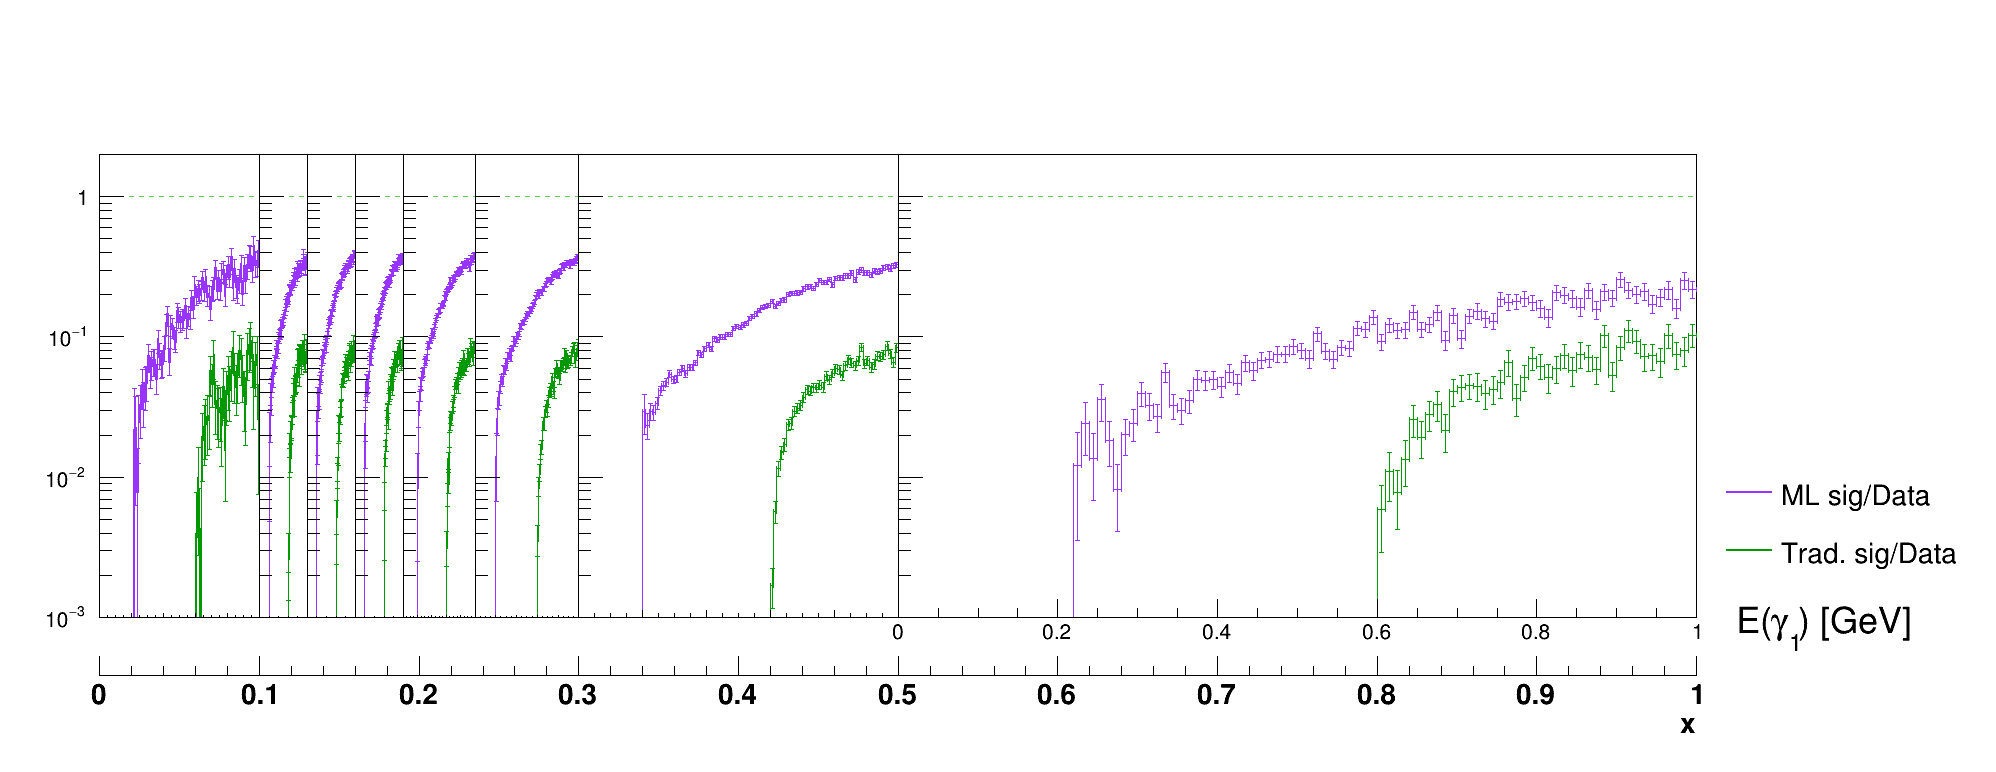 1
10⁻¹
10⁻²
10⁻³
ML sig/Data
Trad. sig/Data
0 0.2 0.4 0.6 0.8 1
E(γ₁) [GeV]
0 0.1 0.2 0.3 0.4 0.5 0.6 0.7 0.8 0.9 1
x